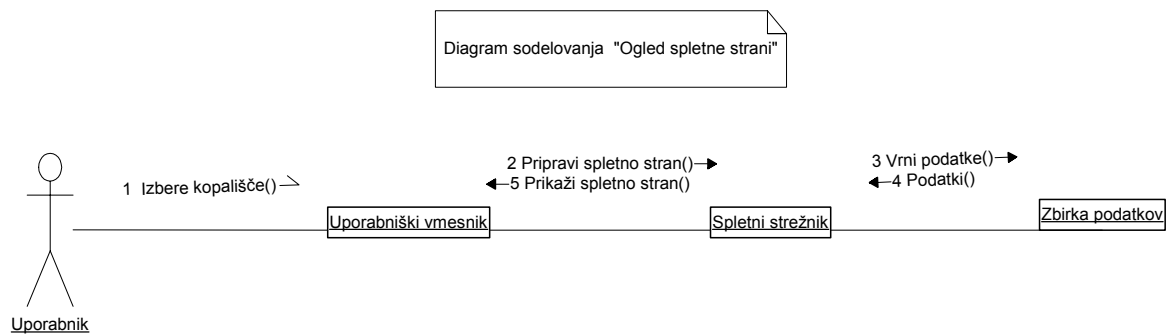 Diagram sodelovanja "Ogled spletne strani"
1 Izbere kopališče()
2 Pripravi spletno stran()
5 Prikaži spletno stran()
3 Vrni podatke()
4 Podatki()
Uporabniški vmesnik
Spletni strežnik
Zbirka podatkov
Uporabnik